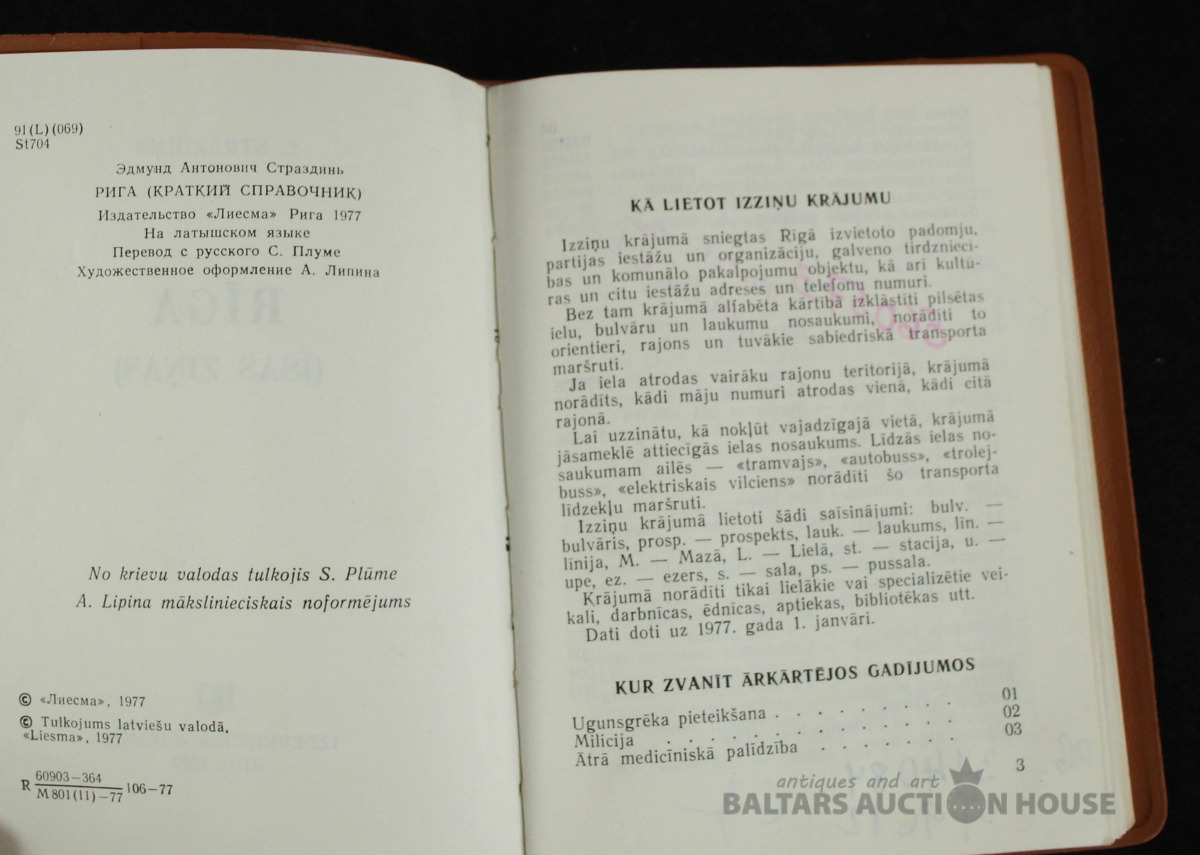 91(L)(069)
St704
Эдмунд Антонович Страздинь
РИГА (КРАТКИЙ СПРАВОЧНИК)
Издательство «Лиесма» Рига 1977
На латышском языке
Перевод с русского С. Плуме
Художественное оформление А. Липина
No krievu valodas tulkojis S. Plūme
A. Lipina mākslinieciskais noformējums
© «Лиесма», 1977
© Tulkojums latviešu valodā,
«Liesma», 1977
R 60903—364 / M801(11)—77 106—77
KĀ LIETOT IZZIŅU KRĀJUMU
Izziņu krājumā sniegtas Rīgā izvietoto padomju,
partijas iestāžu un organizāciju, galveno tirdznieci-
bas un komunālo pakalpojumu objektu, kā arī kultū-
ras un citu iestāžu adreses un telefonu numuri.
Bez tam krājumā alfabēta kārtībā izklāstīti pilsētas
ielu, bulvāru un laukumu nosaukumi, norādīti to
orientieri, rajons un tuvākie sabiedriskā transporta
maršruti.
Ja iela atrodas vairāku rajonu teritorijā, krājumā
norādīts, kādi māju numuri atrodas vienā, kādi citā
rajonā.
Lai uzzinātu, kā nokļūt vajadzīgajā vietā, krājumā
jāsameklē attiecīgās ielas nosaukums. Līdzās ielas no-
saukumam ailēs — «tramvajs», «autobuss», «trolej-
buss», «elektriskais vilciens» norādīti šo transporta
līdzekļu maršruti.
Izziņu krājumā lietoti šādi saīsinājumi: bulv. —
bulvāris, prosp. — prospekts, lauk. — laukums, lin. —
līnija, M. — Mazā, L. — Lielā, st. — stacija, u. —
upe, ez. — ezers, s. — sala, ps. — pussala.
Krājumā norādīti tikai lielākie vai specializētie vei-
kali, darbnīcas, ēdnīcas, aptiekas, bibliotēkas utt.
Dati doti uz 1977. gada 1. janvāri.
KUR ZVANĪT ĀRKĀRTĒJOS GADĪJUMOS
Ugunsgrēka pieteikšana . . . . . . . . 01
Milicija . . . . . . . . . . . 02
Ātrā medicīniskā palīdzība . . . . . . . 03
3
antiques and art
BALTARS AUCTION HOUSE